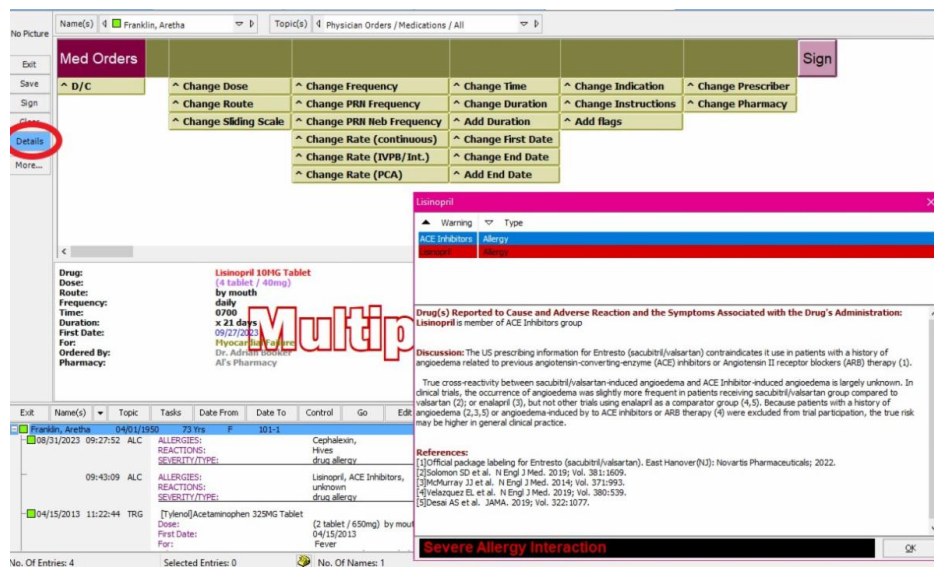 No Picture
Name(s) Franklin, Aretha Topic(s) Physician Orders / Medications / All
Exit
Save
Sign
Details
More...
Med Orders Sign
^ D/C ^ Change Dose ^ Change Frequency ^ Change Time ^ Change Indication ^ Change Prescriber
^ Change Route ^ Change PRN Frequency ^ Change Duration ^ Change Instructions ^ Change Pharmacy
^ Change Sliding Scale ^ Change PRN Neb Frequency ^ Add Duration ^ Add flags
^ Change Rate (continuous) ^ Change First Date
^ Change Rate (IVPB/Int.) ^ Change End Date
^ Change Rate (PCA) ^ Add End Date
Drug: Lisinopril 10MG Tablet
Dose: (4 tablet / 40mg)
Route: by mouth
Frequency: daily
Time: 0700
Duration: x 21 days
First Date: 09/27/2023
For: Myocardial Failure
Ordered By: Dr. Adrian Booker
Pharmacy: Al's Pharmacy
Multip
Lisinopril
Warning Type
ACE Inhibitors Allergy
Lisinopril Allergy
Drug(s) Reported to Cause and Adverse Reaction and the Symptoms Associated with the Drug's Administration:
Lisinopril is member of ACE Inhibitors group
Discussion: The US prescribing information for Entresto (sacubitril/valsartan) contraindicates it use in patients with a history of
angioedema related to previous angiotensin-converting-enzyme (ACE) inhibitors or Angiotensin II receptor blockers (ARB) therapy (1).
True cross-reactivity between sacubitril/valsartan-induced angioedema and ACE Inhibitor-induced angioedema is largely unknown. In
clinical trials, the occurrence of angioedema was slightly more frequent in patients receiving sacubitril/valsartan group compared to
valsartan (2); or enalapril (3), but not other trials using enalapril as a comparator group (4,5). Because patients with a history of
angioedema (2,3,5) or angioedema-induced by to ACE inhibitors or ARB therapy (4) were excluded from trial participation, the true risk
may be higher in general clinical practice.
References:
[1]Official package labeling for Entresto (sacubitril/valsartan). East Hanover(NJ): Novartis Pharmaceuticals; 2022.
[2]Solomon SD et al. N Engl J Med. 2019; Vol. 381:1609.
[3]McMurray JJ et al. N Engl J Med. 2014; Vol. 371:993.
[4]Velazquez EL et al. N Engl J Med. 2019; Vol. 380:539.
[5]Desai AS et al. JAMA. 2019; Vol. 322:1077.
Severe Allergy Interaction OK
Exit Name(s) Topic Tasks Date From Date To Control Go Edit
Franklin, Aretha 04/01/1950 73 Yrs F 101-1
08/31/2023 09:27:52 ALC ALLERGIES: Cephalexin,
REACTIONS: Hives
SEVERITY/TYPE: drug allergy
09:43:09 ALC ALLERGIES: Lisinopril, ACE Inhibitors,
REACTIONS: unknown
SEVERITY/TYPE: drug allergy
04/15/2013 11:22:44 TRG [Tylenol]Acetaminophen 325MG Tablet
Dose: (2 tablet / 650mg) by mout
First Date: 04/15/2013
For: Fever
No. Of Entries: 4 Selected Entries: 0 No. Of Names: 1